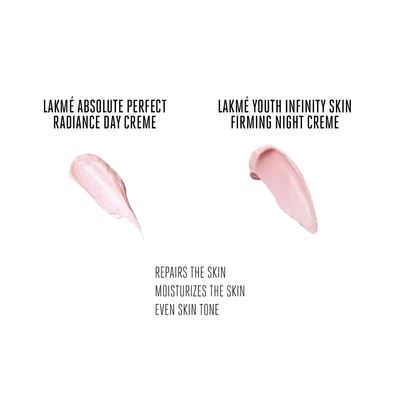 LAKMÉ ABSOLUTE PERFECT
RADIANCE DAY CREME
LAKMÉ YOUTH INFINITY SKIN
FIRMING NIGHT CREME
REPAIRS THE SKIN
MOISTURIZES THE SKIN
EVEN SKIN TONE